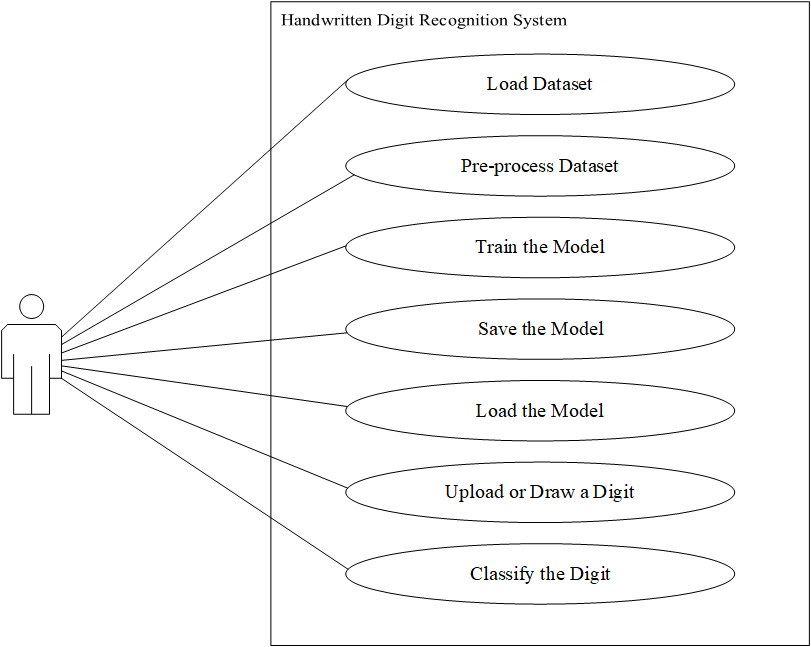 Handwritten Digit Recognition System
Load Dataset
Pre-process Dataset
Train the Model
Save the Model
Load the Model
Upload or Draw a Digit
Classify the Digit